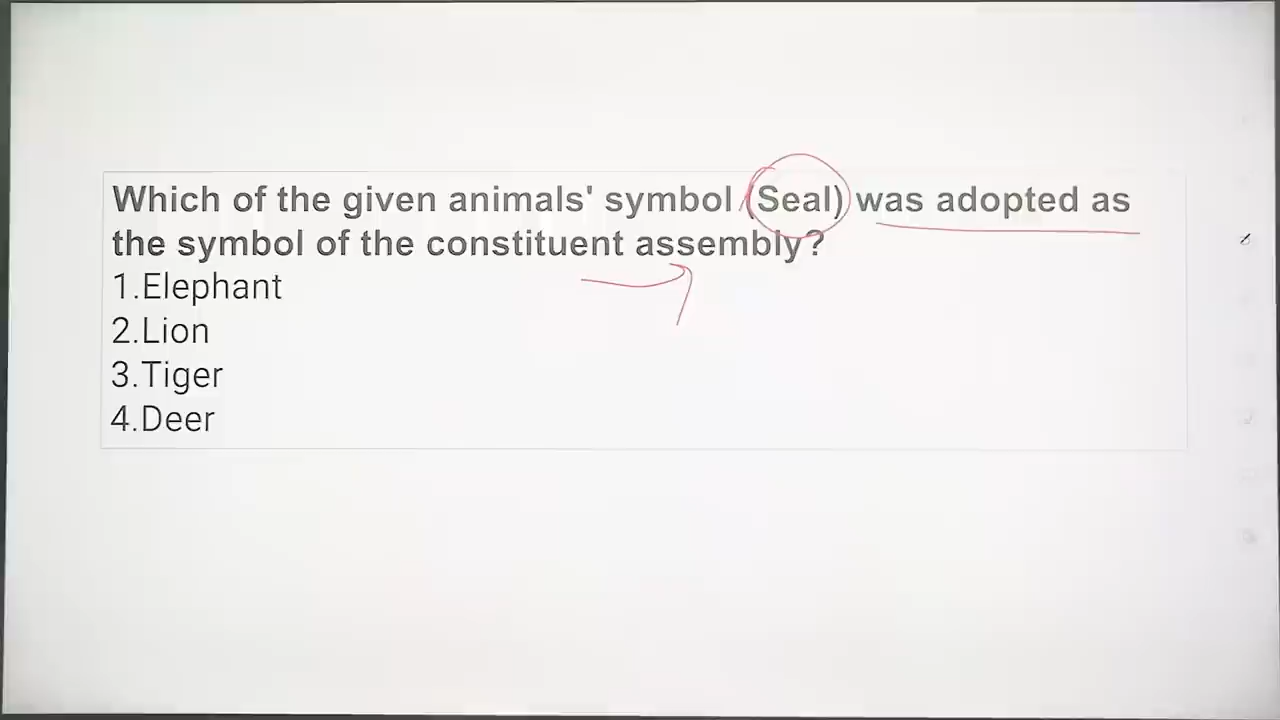 Which of the given animals' symbol (Seal) was adopted as
the symbol of the constituent assembly?
1.Elephant
2.Lion
3.Tiger
4.Deer